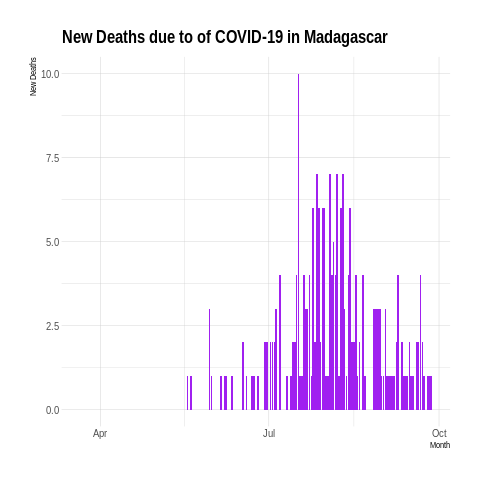 New Deaths due to of COVID-19 in Madagascar
New Deaths
10.0
7.5
5.0
2.5
0.0
Apr Jul Oct
Month